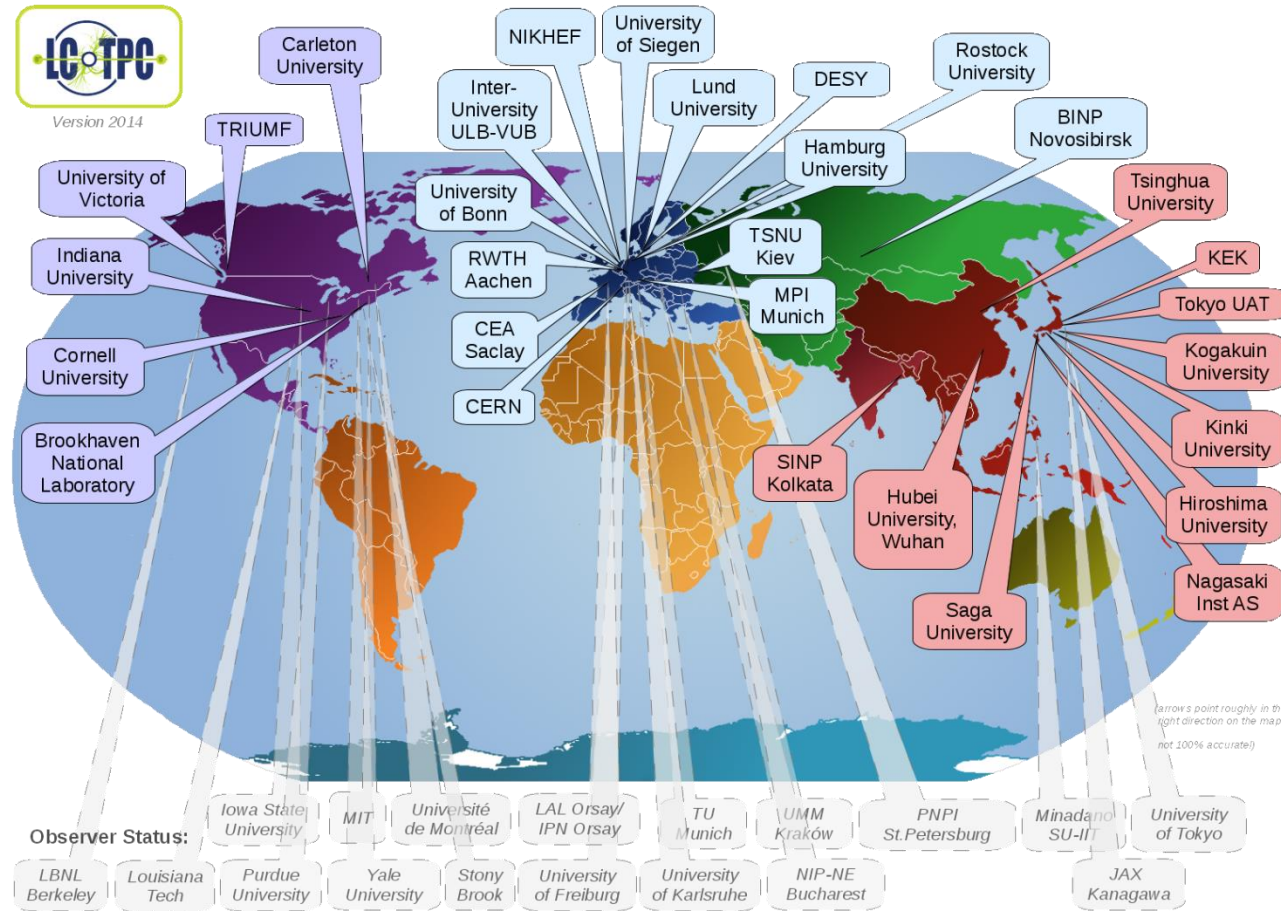 LC TPC
Version 2014
Carleton
University
TRIUMF
University of
Victoria
Indiana
University
Cornell
University
Brookhaven
National
Laboratory
NIKHEF
University
of Siegen
Inter-
University
ULB-VUB
Lund
University
DESY
Rostock
University
University
of Bonn
Hamburg
University
BINP
Novosibirsk
RWTH
Aachen
TSNU
Kiev
CEA
Saclay
MPI
Munich
CERN
Tsinghua
University
KEK
Tokyo UAT
Kogakuin
University
Kinki
University
SINP
Kolkata
Hubei
University,
Wuhan
Hiroshima
University
Saga
University
Nagasaki
Inst AS
(arrows point roughly in th
right direction on the map
not 100% accurate!)
Observer Status:
Iowa State
University
MIT
Université
de Montréal
LAL Orsay/
IPN Orsay
TU
Munich
UMM
Kraków
PNPI
St.Petersburg
Minadano
SU-IIT
University
of Tokyo
LBNL
Berkeley
Louisiana
Tech
Purdue
University
Yale
University
Stony
Brook
University
of Freiburg
University
of Karlsruhe
NIP-NE
Bucharest
JAX
Kanagawa